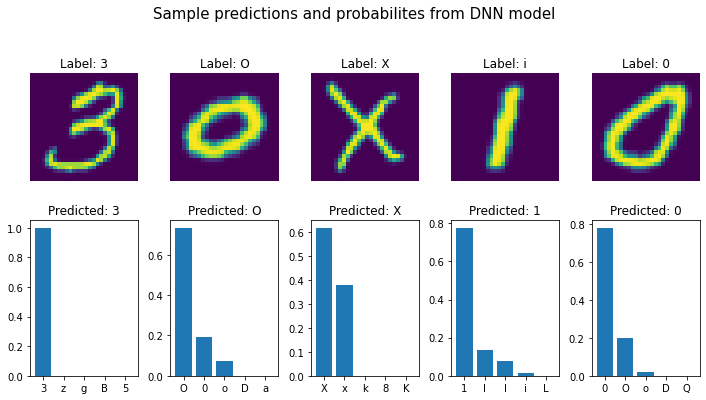 Sample predictions and probabilites from DNN model
Label: 3 Label: O Label: X Label: i Label: 0
3 O X 1 0
Predicted: 3 Predicted: O Predicted: X Predicted: 1 Predicted: 0
1.0 0.8 0.6 0.4 0.2 0.0
3 z g B 5
0.6 0.4 0.2 0.0
O 0 o D a
0.6 0.5 0.4 0.3 0.2 0.1 0.0
X x k 8 K
0.8 0.6 0.4 0.2 0.0
1 I l i L
0.8 0.6 0.4 0.2 0.0
0 O o D Q